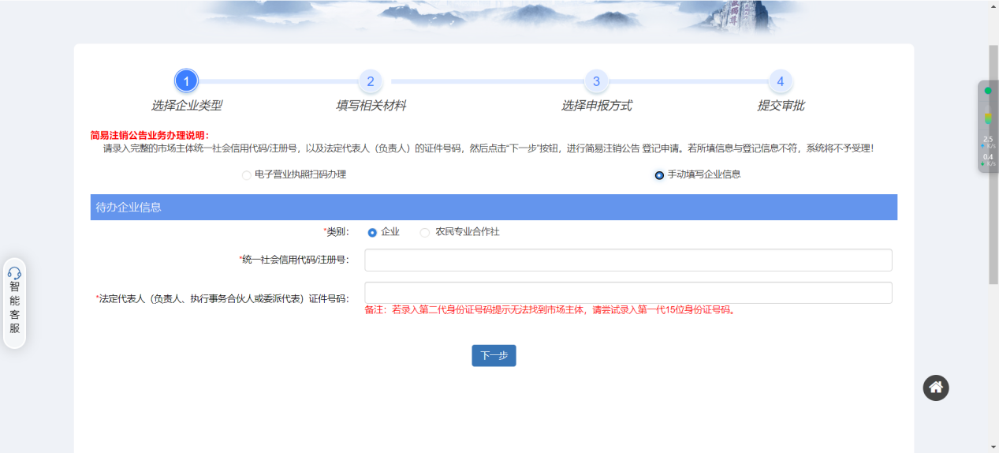 1
2
3
4
选择企业类型
填写相关材料
选择申报方式
提交审批
简易注销公告业务办理说明：
请录入完整的市场主体统一社会信用代码/注册号，以及法定代表人（负责人）的证件号码，然后点击“下一步”按钮，进行简易注销公告 登记申请。若所填信息与登记信息不符，系统将不予受理！
电子营业执照扫码办理
手动填写企业信息
待办企业信息
*类别： 企业 农民专业合作社
*统一社会信用代码/注册号：
*法定代表人（负责人、执行事务合伙人或委派代表）证件号码：
备注：若录入第二代身份证号码提示无法找到市场主体，请尝试录入第一代15位身份证号码。
下一步
智能客服
2.5
K/s
0.4
K/s